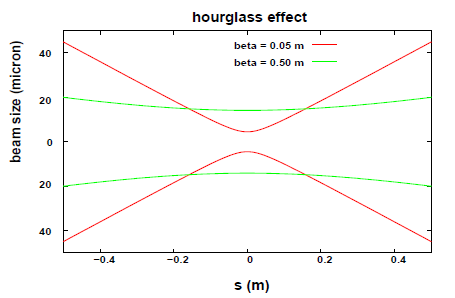 hourglass effect
beta = 0.05 m
beta = 0.50 m
beam size (micron)
40
20
0
20
40
−0.4
−0.2
0
0.2
0.4
s (m)